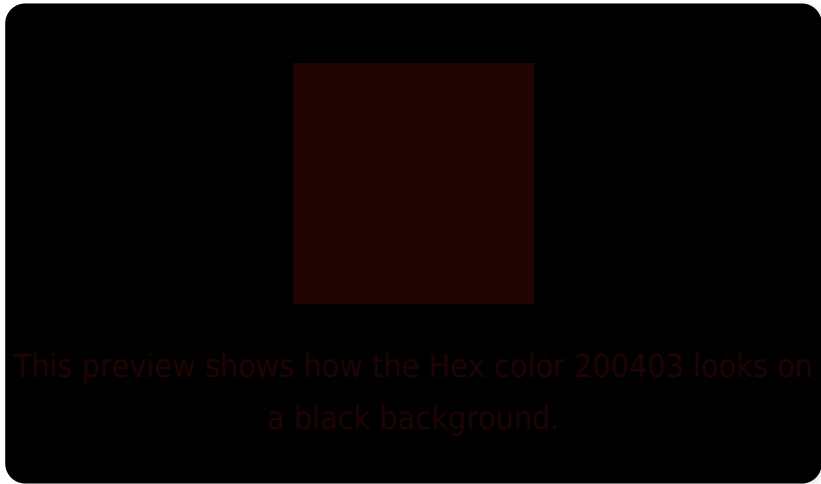 This preview shows how the Hex color 200403 looks on
a black background.